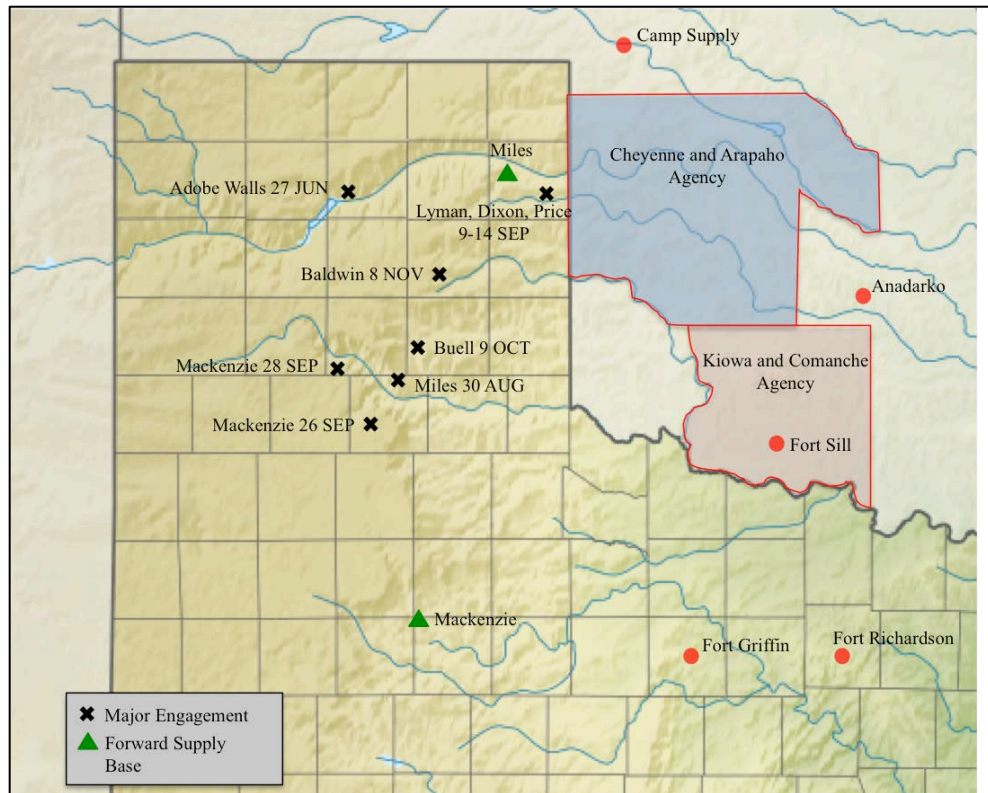 Camp Supply
Miles
Cheyenne and Arapaho
Agency
Adobe Walls 27 JUN
Lyman, Dixon, Price
9-14 SEP
Baldwin 8 NOV
Anadarko
Buell 9 OCT
Kiowa and Comanche
Agency
Mackenzie 28 SEP
Miles 30 AUG
Mackenzie 26 SEP
Fort Sill
Mackenzie
Fort Griffin
Fort Richardson
Major Engagement
Forward Supply
Base